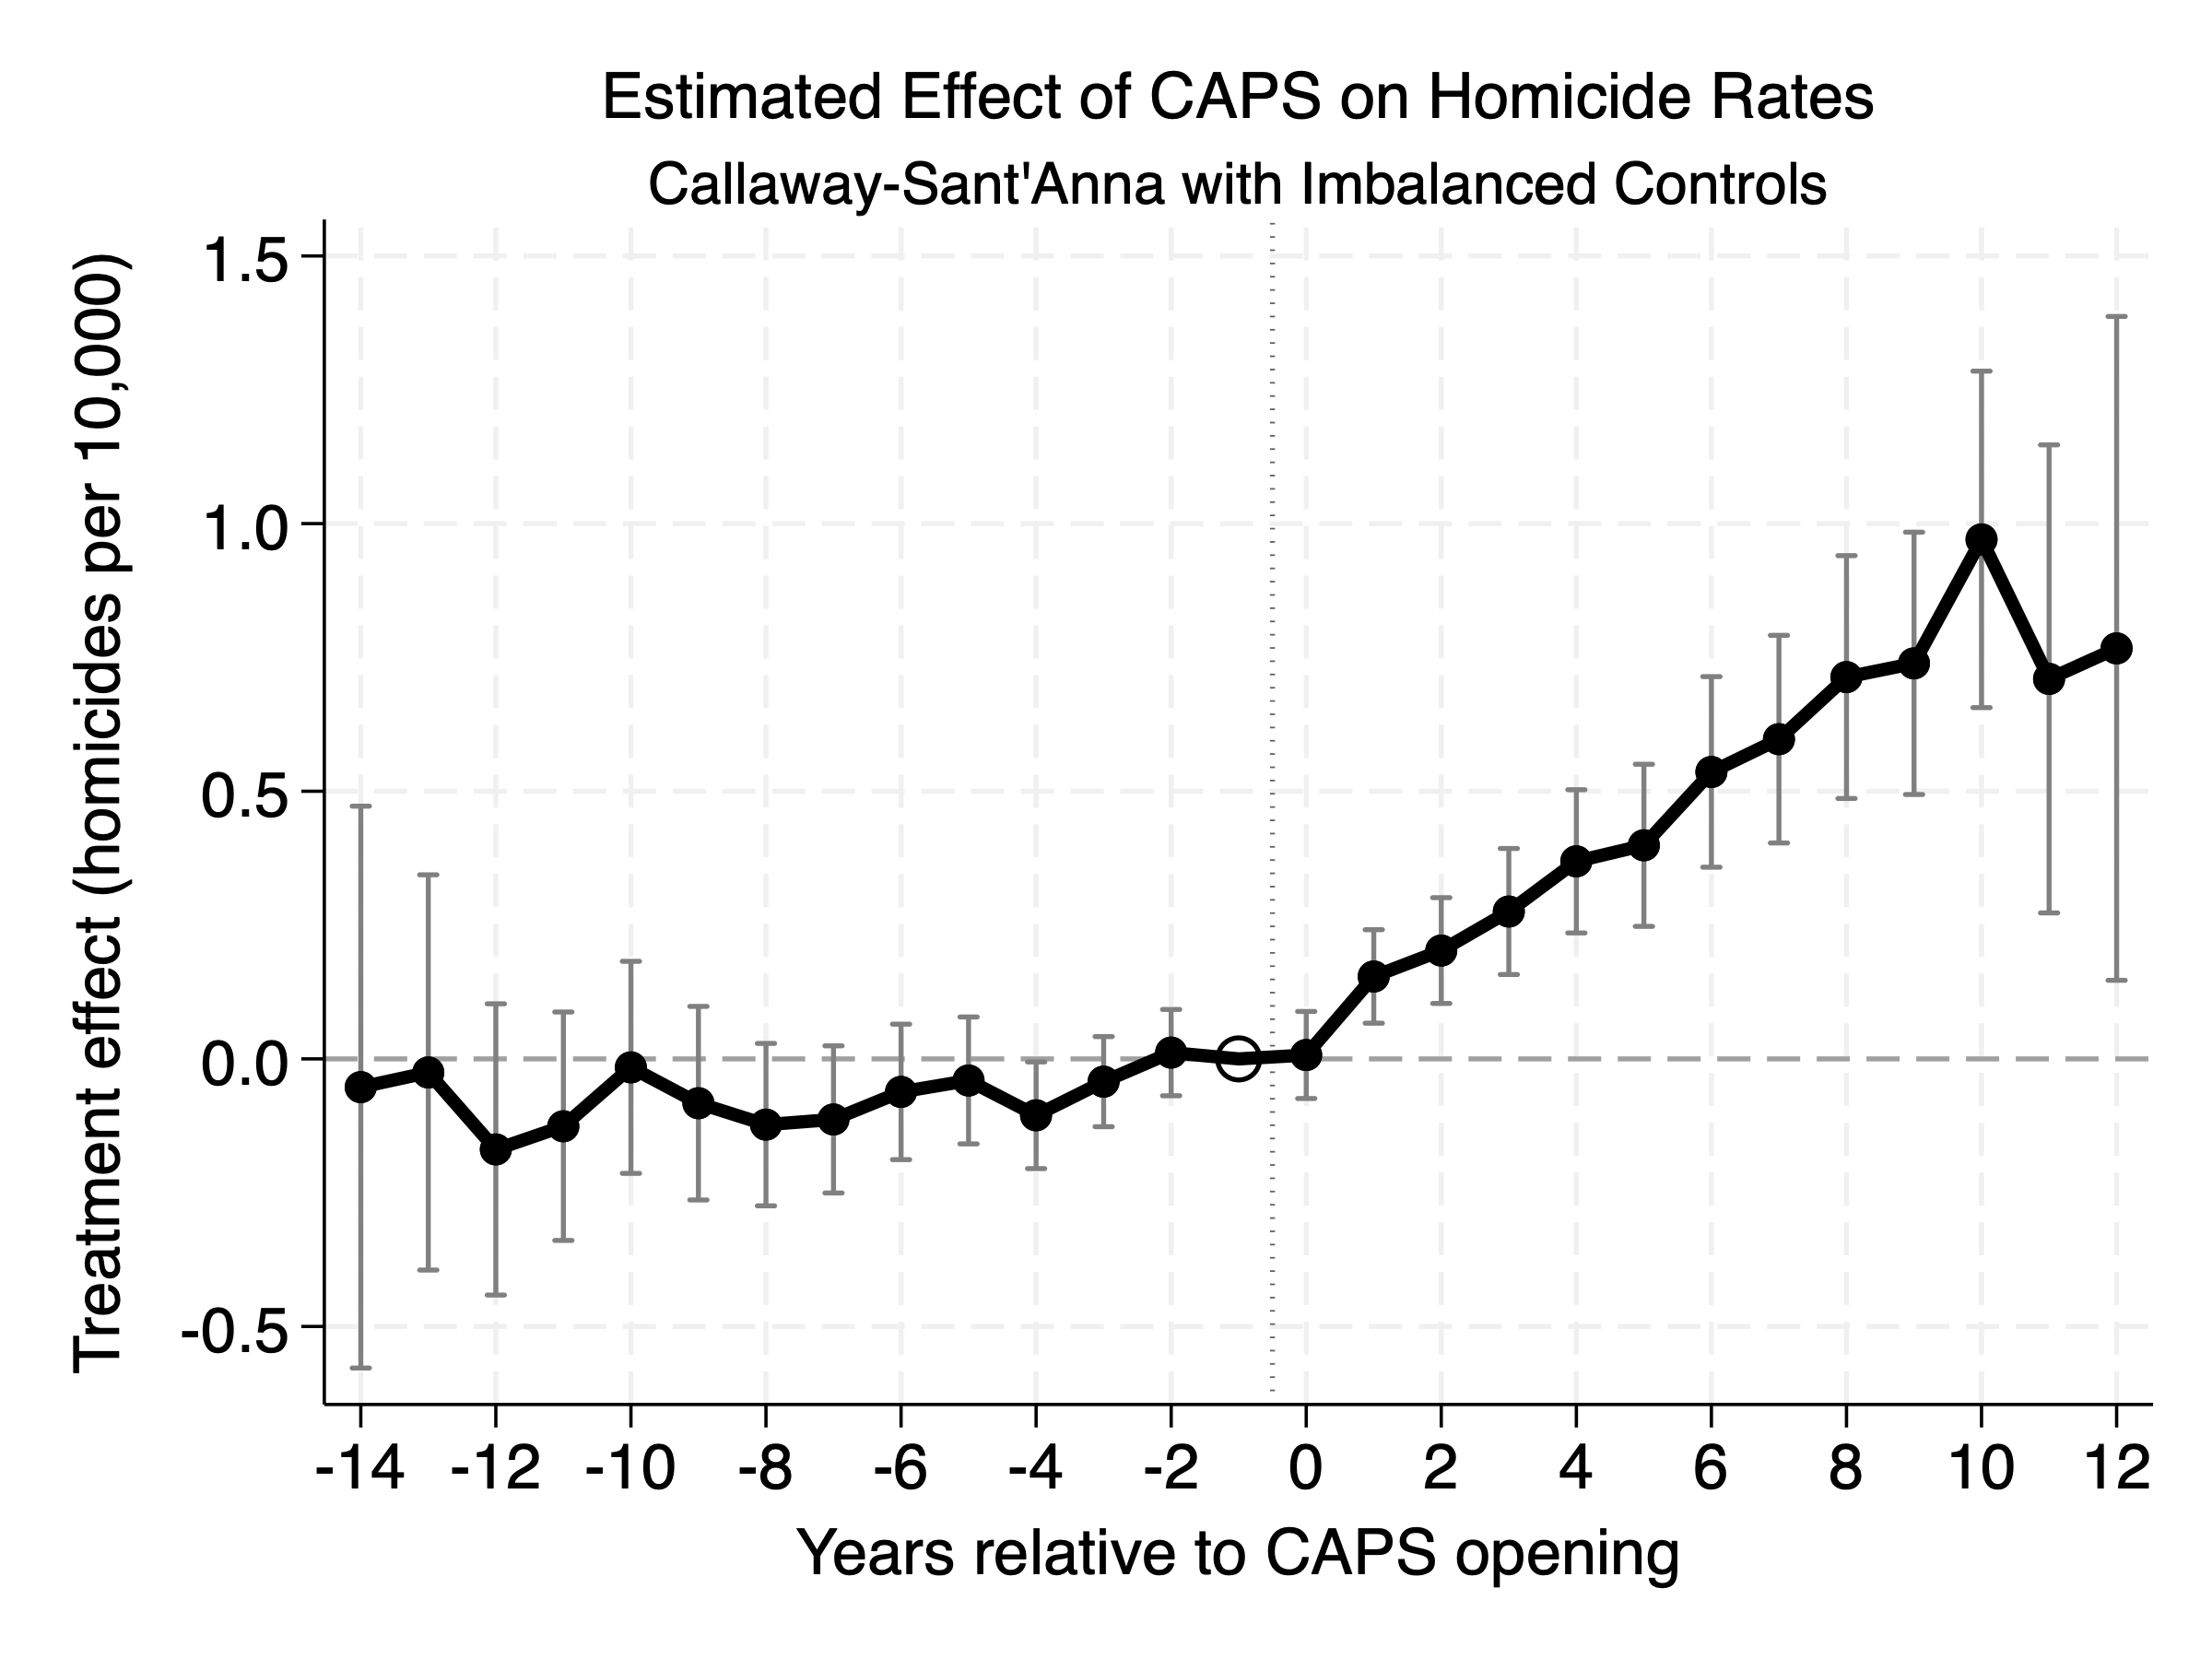 Estimated Effect of CAPS on Homicide Rates
Callaway-Sant'Anna with Imbalanced Controls
Treatment effect (homicides per 10,000)
1.5
1.0
0.5
0.0
-0.5
-14 -12 -10 -8 -6 -4 -2 0 2 4 6 8 10 12
Years relative to CAPS opening